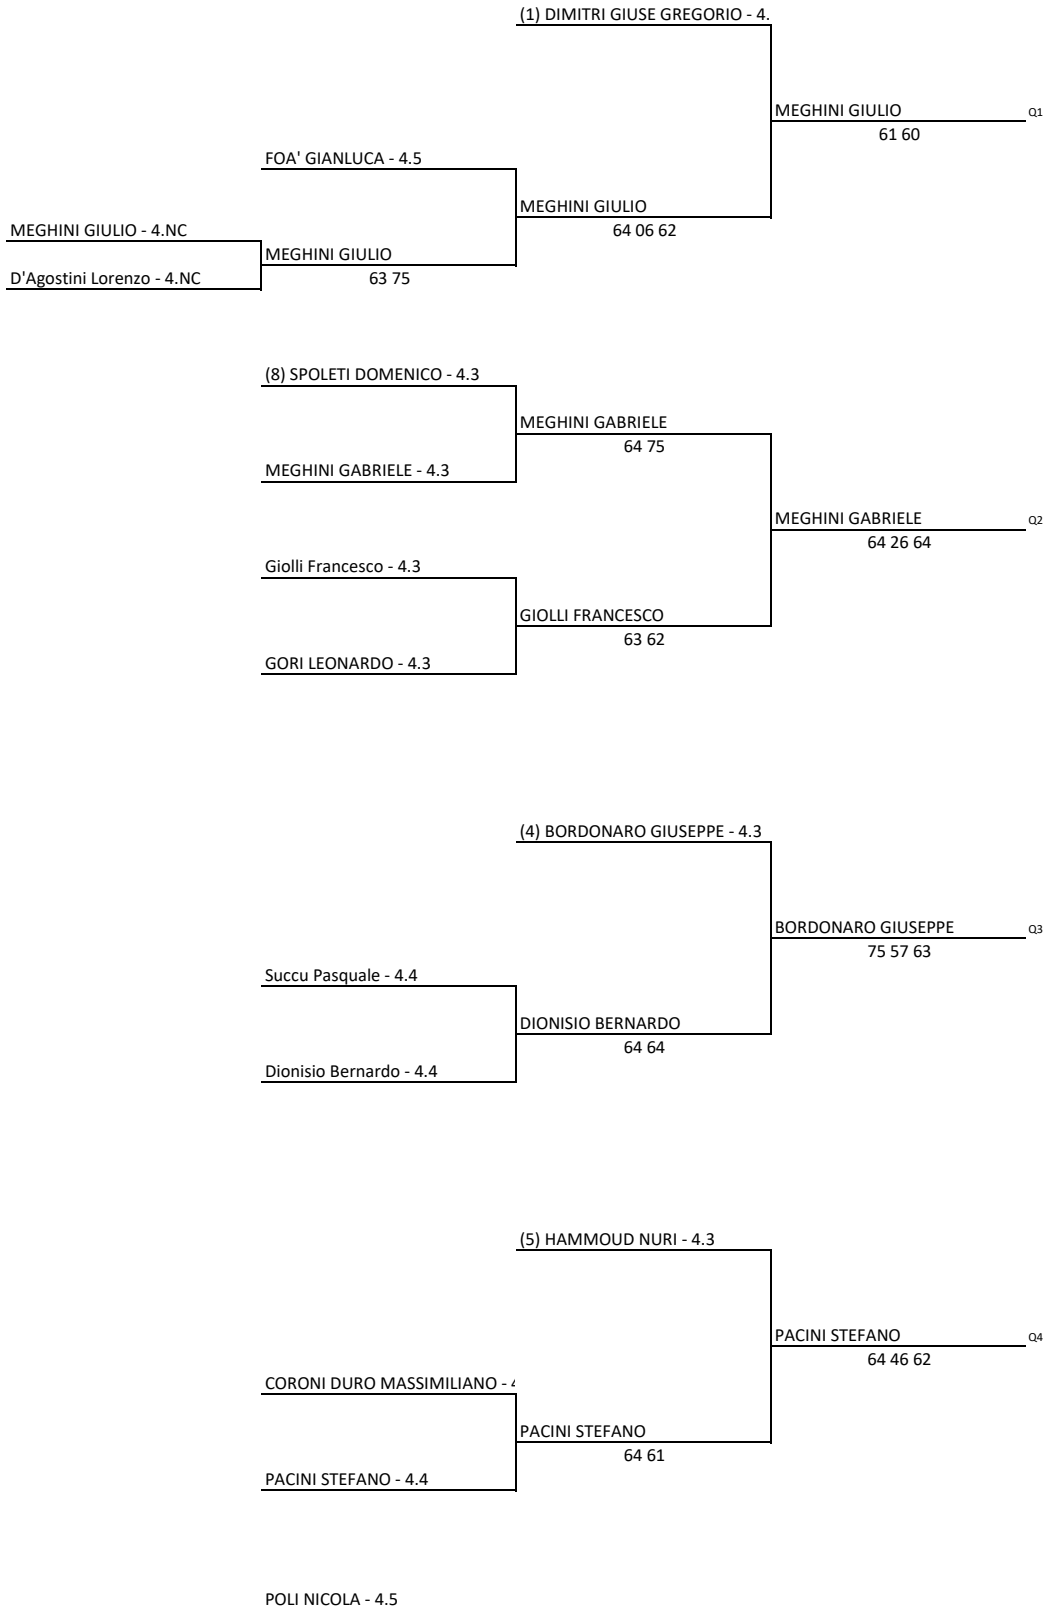 (1) DIMITRI GIUSE GREGORIO - 4.
MEGHINI GIULIO Q1
61 60
FOA' GIANLUCA - 4.5
MEGHINI GIULIO
64 06 62
MEGHINI GIULIO - 4.NC
MEGHINI GIULIO
63 75
D'Agostini Lorenzo - 4.NC
(8) SPOLETI DOMENICO - 4.3
MEGHINI GABRIELE
64 75
MEGHINI GABRIELE - 4.3
MEGHINI GABRIELE Q2
64 26 64
Giolli Francesco - 4.3
GIOLLI FRANCESCO
63 62
GORI LEONARDO - 4.3
(4) BORDONARO GIUSEPPE - 4.3
BORDONARO GIUSEPPE Q3
75 57 63
Succu Pasquale - 4.4
DIONISIO BERNARDO
64 64
Dionisio Bernardo - 4.4
(5) HAMMOUD NURI - 4.3
PACINI STEFANO Q4
64 46 62
CORONI DURO MASSIMILIANO -
PACINI STEFANO
64 61
PACINI STEFANO - 4.4
POLI NICOLA - 4.5